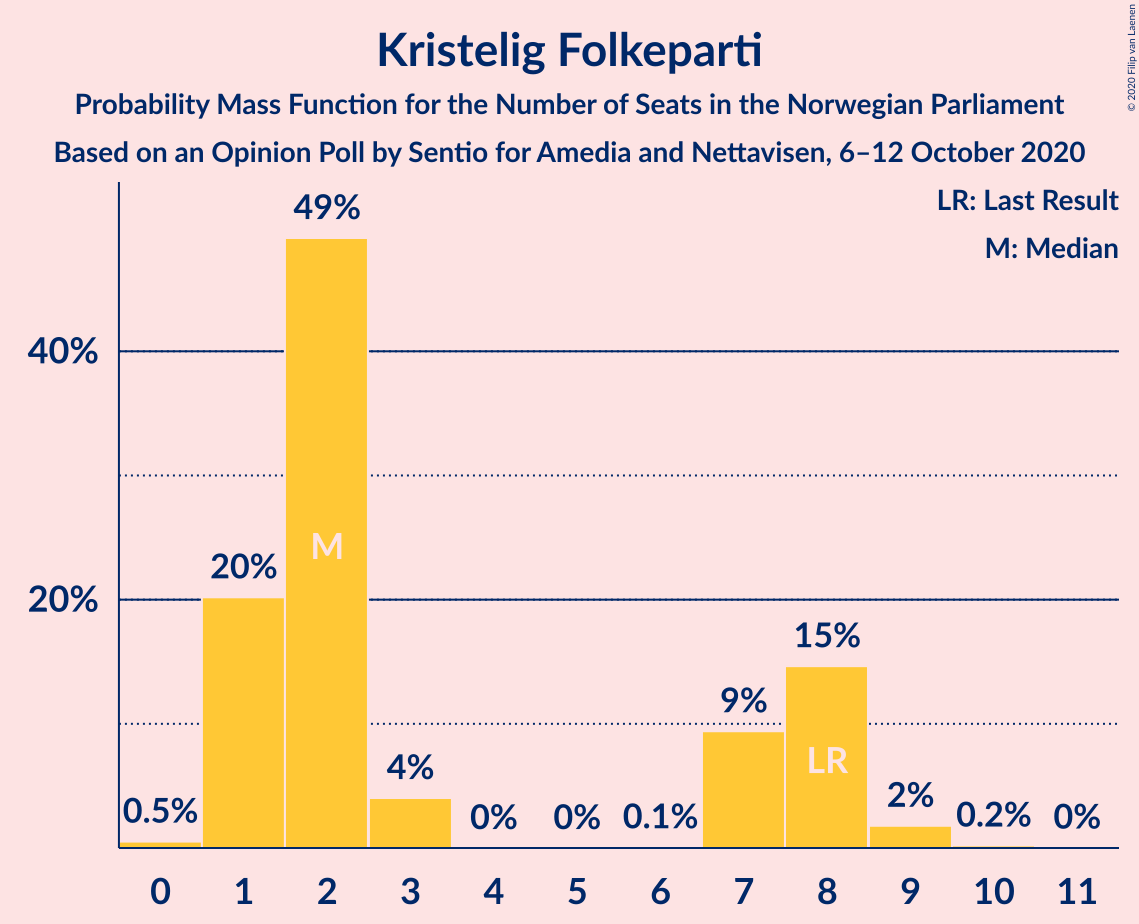 Kristelig Folkeparti
Probability Mass Function for the Number of Seats in the Norwegian Parliament
Based on an Opinion Poll by Sentio for Amedia and Nettavisen, 6–12 October 2020
© 2020 Filip van Laenen
LR: Last Result
M: Median
49%
40%
M
20%
20%
15%
9%
LR
4%
2%
0.5%
0%
0%
0.1%
0.2%
0%
0 1 2 3 4 5 6 7 8 9 10 11